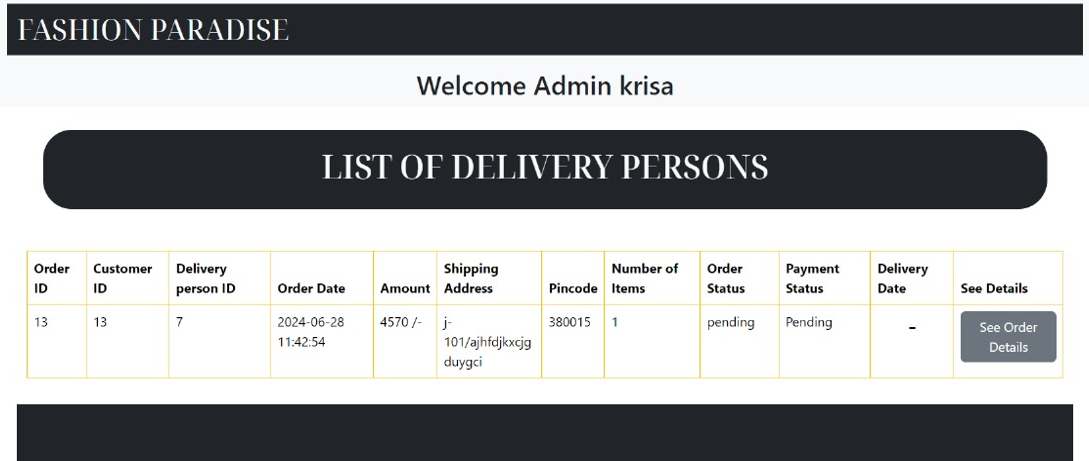 FASHION PARADISE
Welcome Admin krisa
LIST OF DELIVERY PERSONS
Order ID Customer ID Delivery person ID Order Date Amount Shipping Address Pincode Number of Items Order Status Payment Status Delivery Date See Details
13 13 7 2024-06-28 11:42:54 4570 /- j-101/ajhfdjkxcjgduygci 380015 1 pending Pending - See Order Details